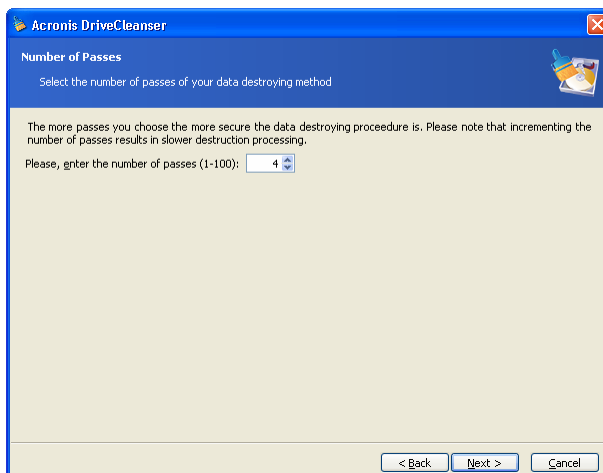 Acronis DriveCleanser
Number of Passes
Select the number of passes of your data destroying method
The more passes you choose the more secure the data destroying proceedure is. Please note that incrementing the
number of passes results in slower destruction processing.
Please, enter the number of passes (1-100): 4
< Back Next > Cancel